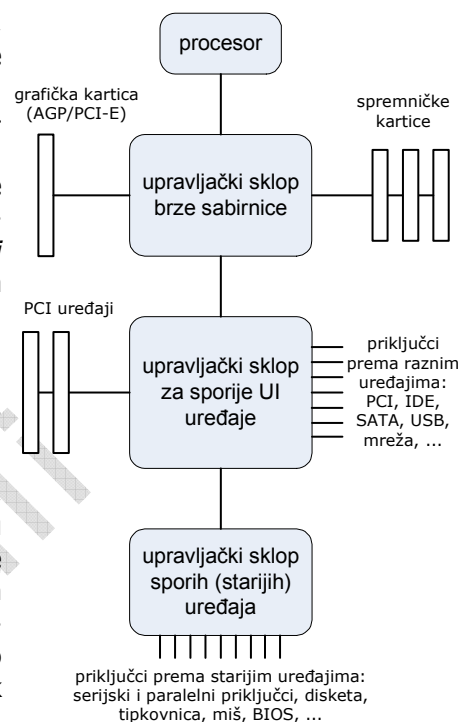 procesor
grafička kartica
(AGP/PCI-E)
spremničke
kartice
upravljački sklop
brze sabirnice
PCI uređaji
upravljački sklop
za sporije UI
uređaje
priključci
prema raznim
uređajima:
PCI, IDE,
SATA, USB,
mreža, ...
upravljački sklop
sporih (starijih)
uređaja
priključci prema starijim uređajima:
serijski i paralelni priključci, disketa,
tipkovnica, miš, BIOS, ...